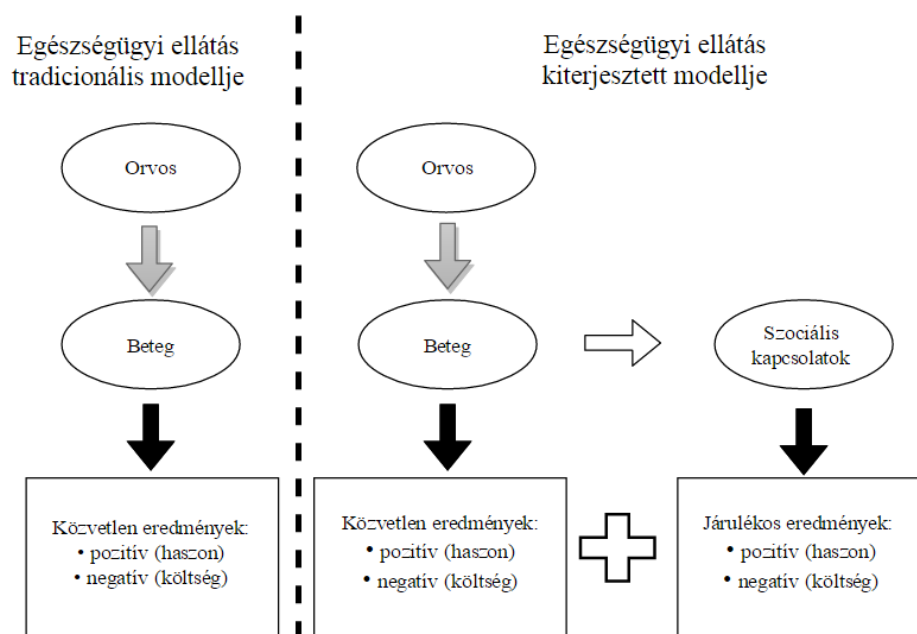 Egészségügyi ellátás
tradicionális modellje
Orvos
Beteg
Közvetlen eredmények:
• pozitív (haszon)
• negatív (költség)
Egészségügyi ellátás
kiterjesztett modellje
Orvos
Beteg
Szociális
kapcsolatok
Közvetlen eredmények:
• pozitív (haszon)
• negatív (költség)
Járulékos eredmények:
• pozitív (haszon)
• negatív (költség)